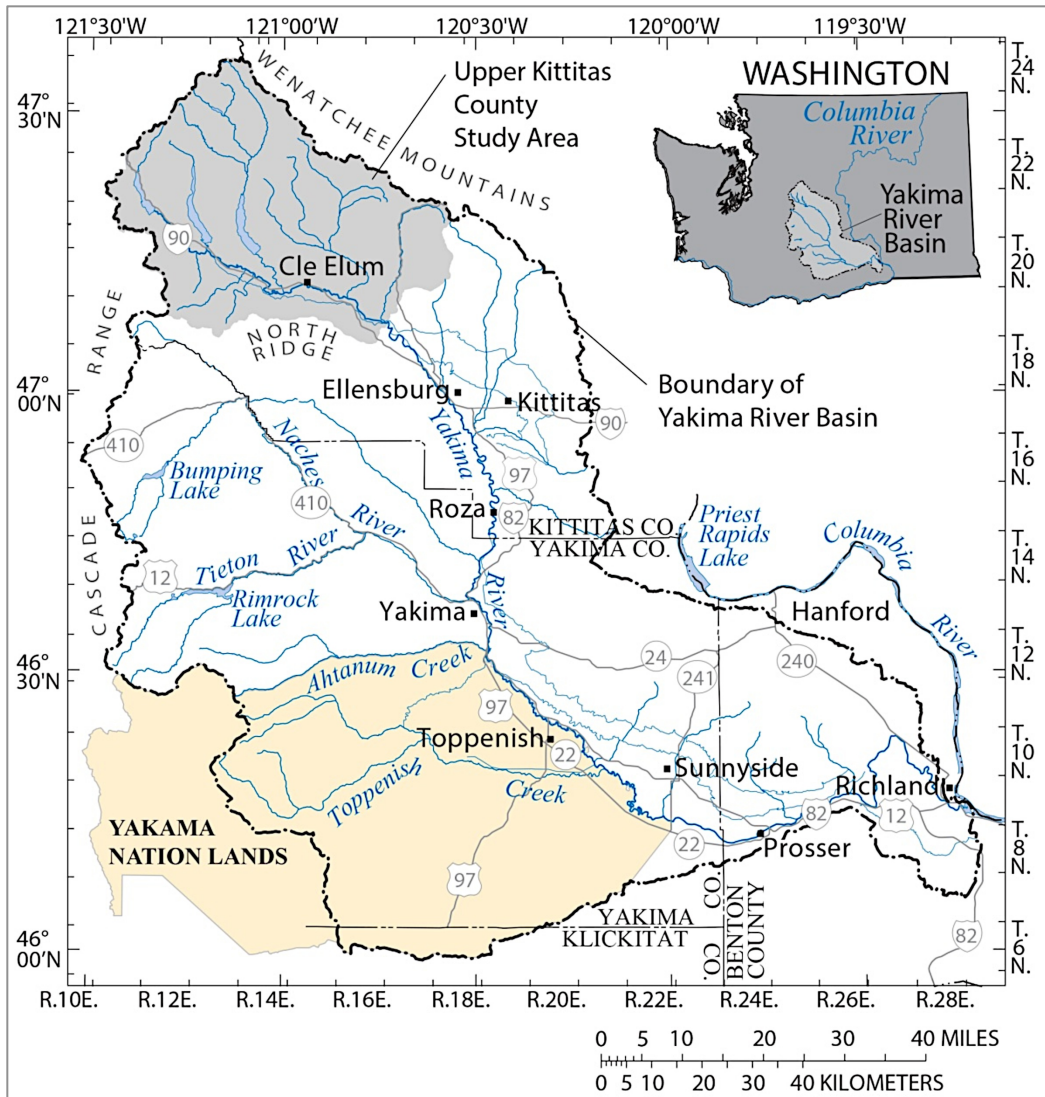 121°30'W
121°00'W
120°30'W
120°00'W
119°30'W
T.
24
N.
T.
22
N.
T.
20
N.
T.
18
N.
T.
16
N.
T.
14
N.
T.
12
N.
T.
10
N.
T.
8
N.
T.
6
N.
47°
30'N
47°
00'N
46°
30'N
46°
00'N
WENATCHEE MOUNTAINS
Upper Kittitas
County
Study Area
WASHINGTON
Columbia
River
Yakima
River
Basin
90
Cle Elum
NORTH
RIDGE
CASCADE RANGE
Boundary of
Yakima River Basin
Ellensburg
Kittitas
90
410
Naches River
Yakima River
Bumping
Lake
410
97
Roza
82
KITTITAS CO.
YAKIMA CO.
Priest
Rapids
Lake
Columbia River
12
Tieton River
Rimrock
Lake
Yakima
Hanford
24
241
240
Ahtanum Creek
97
Toppenish
22
Toppenish Creek
Sunnyside
Richland
82
12
22
Prosser
YAKAMA
NATION LANDS
97
YAKIMA CO.
KLICKITAT CO.
BENTON
COUNTY
82
R.10E.
R.12E.
R.14E.
R.16E.
R.18E.
R.20E.
R.22E.
R.24E.
R.26E.
R.28E.
0 5 10 20 30 40 MILES
0 5 10 20 30 40 KILOMETERS